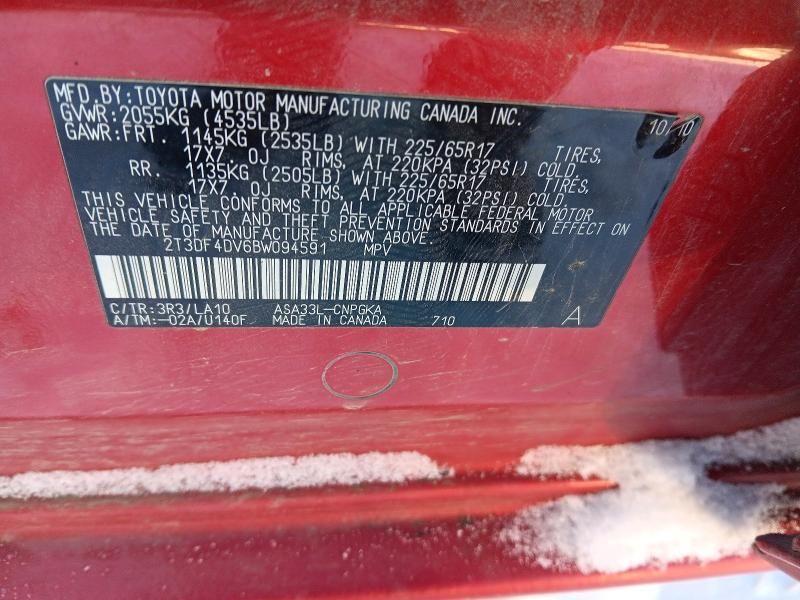 MFD.BY:TOYOTA MOTOR MANUFACTURING CANADA INC.
GVWR:2055KG (4535LB) 10/10
GAWR:FRT. 1145KG (2535LB) WITH 225/65R17 TIRES,
17X7. OJ RIMS, AT 220KPA (32PSI) COLD.
RR. 1135KG (2505LB) WITH 225/65R17 TIRES,
17X7. OJ RIMS, AT 220KPA (32PSI) COLD.
THIS VEHICLE CONFORMS TO ALL APPLICABLE FEDERAL MOTOR
VEHICLE SAFETY AND THEFT PREVENTION STANDARDS IN EFFECT ON
THE DATE OF MANUFACTURE SHOWN ABOVE.
2T3DF4DV6BW094591 MPV
C/TR:3R3/LA10 ASA33L-CNPGKA
A/TM:-02A/U140F MADE IN CANADA 710 A